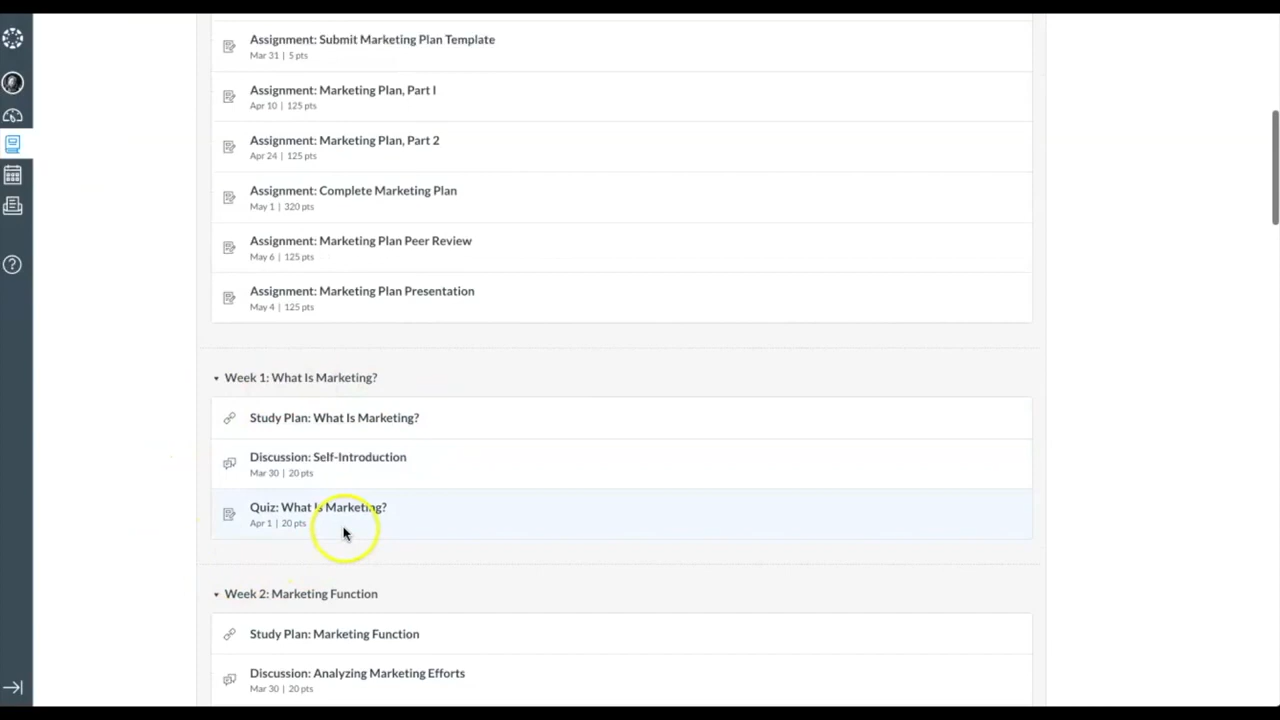 Assignment: Submit Marketing Plan Template
Mar 31 | 5 pts
Assignment: Marketing Plan, Part I
Apr 10 | 125 pts
Assignment: Marketing Plan, Part 2
Apr 24 | 125 pts
Assignment: Complete Marketing Plan
May 1 | 320 pts
Assignment: Marketing Plan Peer Review
May 6 | 125 pts
Assignment: Marketing Plan Presentation
May 4 | 125 pts
Week 1: What Is Marketing?
Study Plan: What Is Marketing?
Discussion: Self-Introduction
Mar 30 | 20 pts
Quiz: What Is Marketing?
Apr 1 | 20 pts
Week 2: Marketing Function
Study Plan: Marketing Function
Discussion: Analyzing Marketing Efforts
Mar 30 | 20 pts